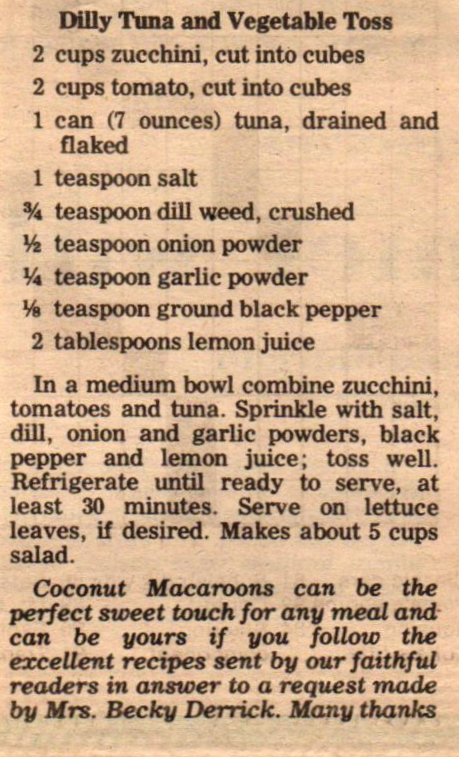 Dilly Tuna and Vegetable Toss
2 cups zucchini, cut into cubes
2 cups tomato, cut into cubes
1 can (7 ounces) tuna, drained and
flaked
1 teaspoon salt
¾ teaspoon dill weed, crushed
½ teaspoon onion powder
¼ teaspoon garlic powder
⅛ teaspoon ground black pepper
2 tablespoons lemon juice
In a medium bowl combine zucchini,
tomatoes and tuna. Sprinkle with salt,
dill, onion and garlic powders, black
pepper and lemon juice; toss well.
Refrigerate until ready to serve, at
least 30 minutes. Serve on lettuce
leaves, if desired. Makes about 5 cups
salad.
Coconut Macaroons can be the
perfect sweet touch for any meal and
can be yours if you follow the
excellent recipes sent by our faithful
readers in answer to a request made
by Mrs. Becky Derrick. Many thanks